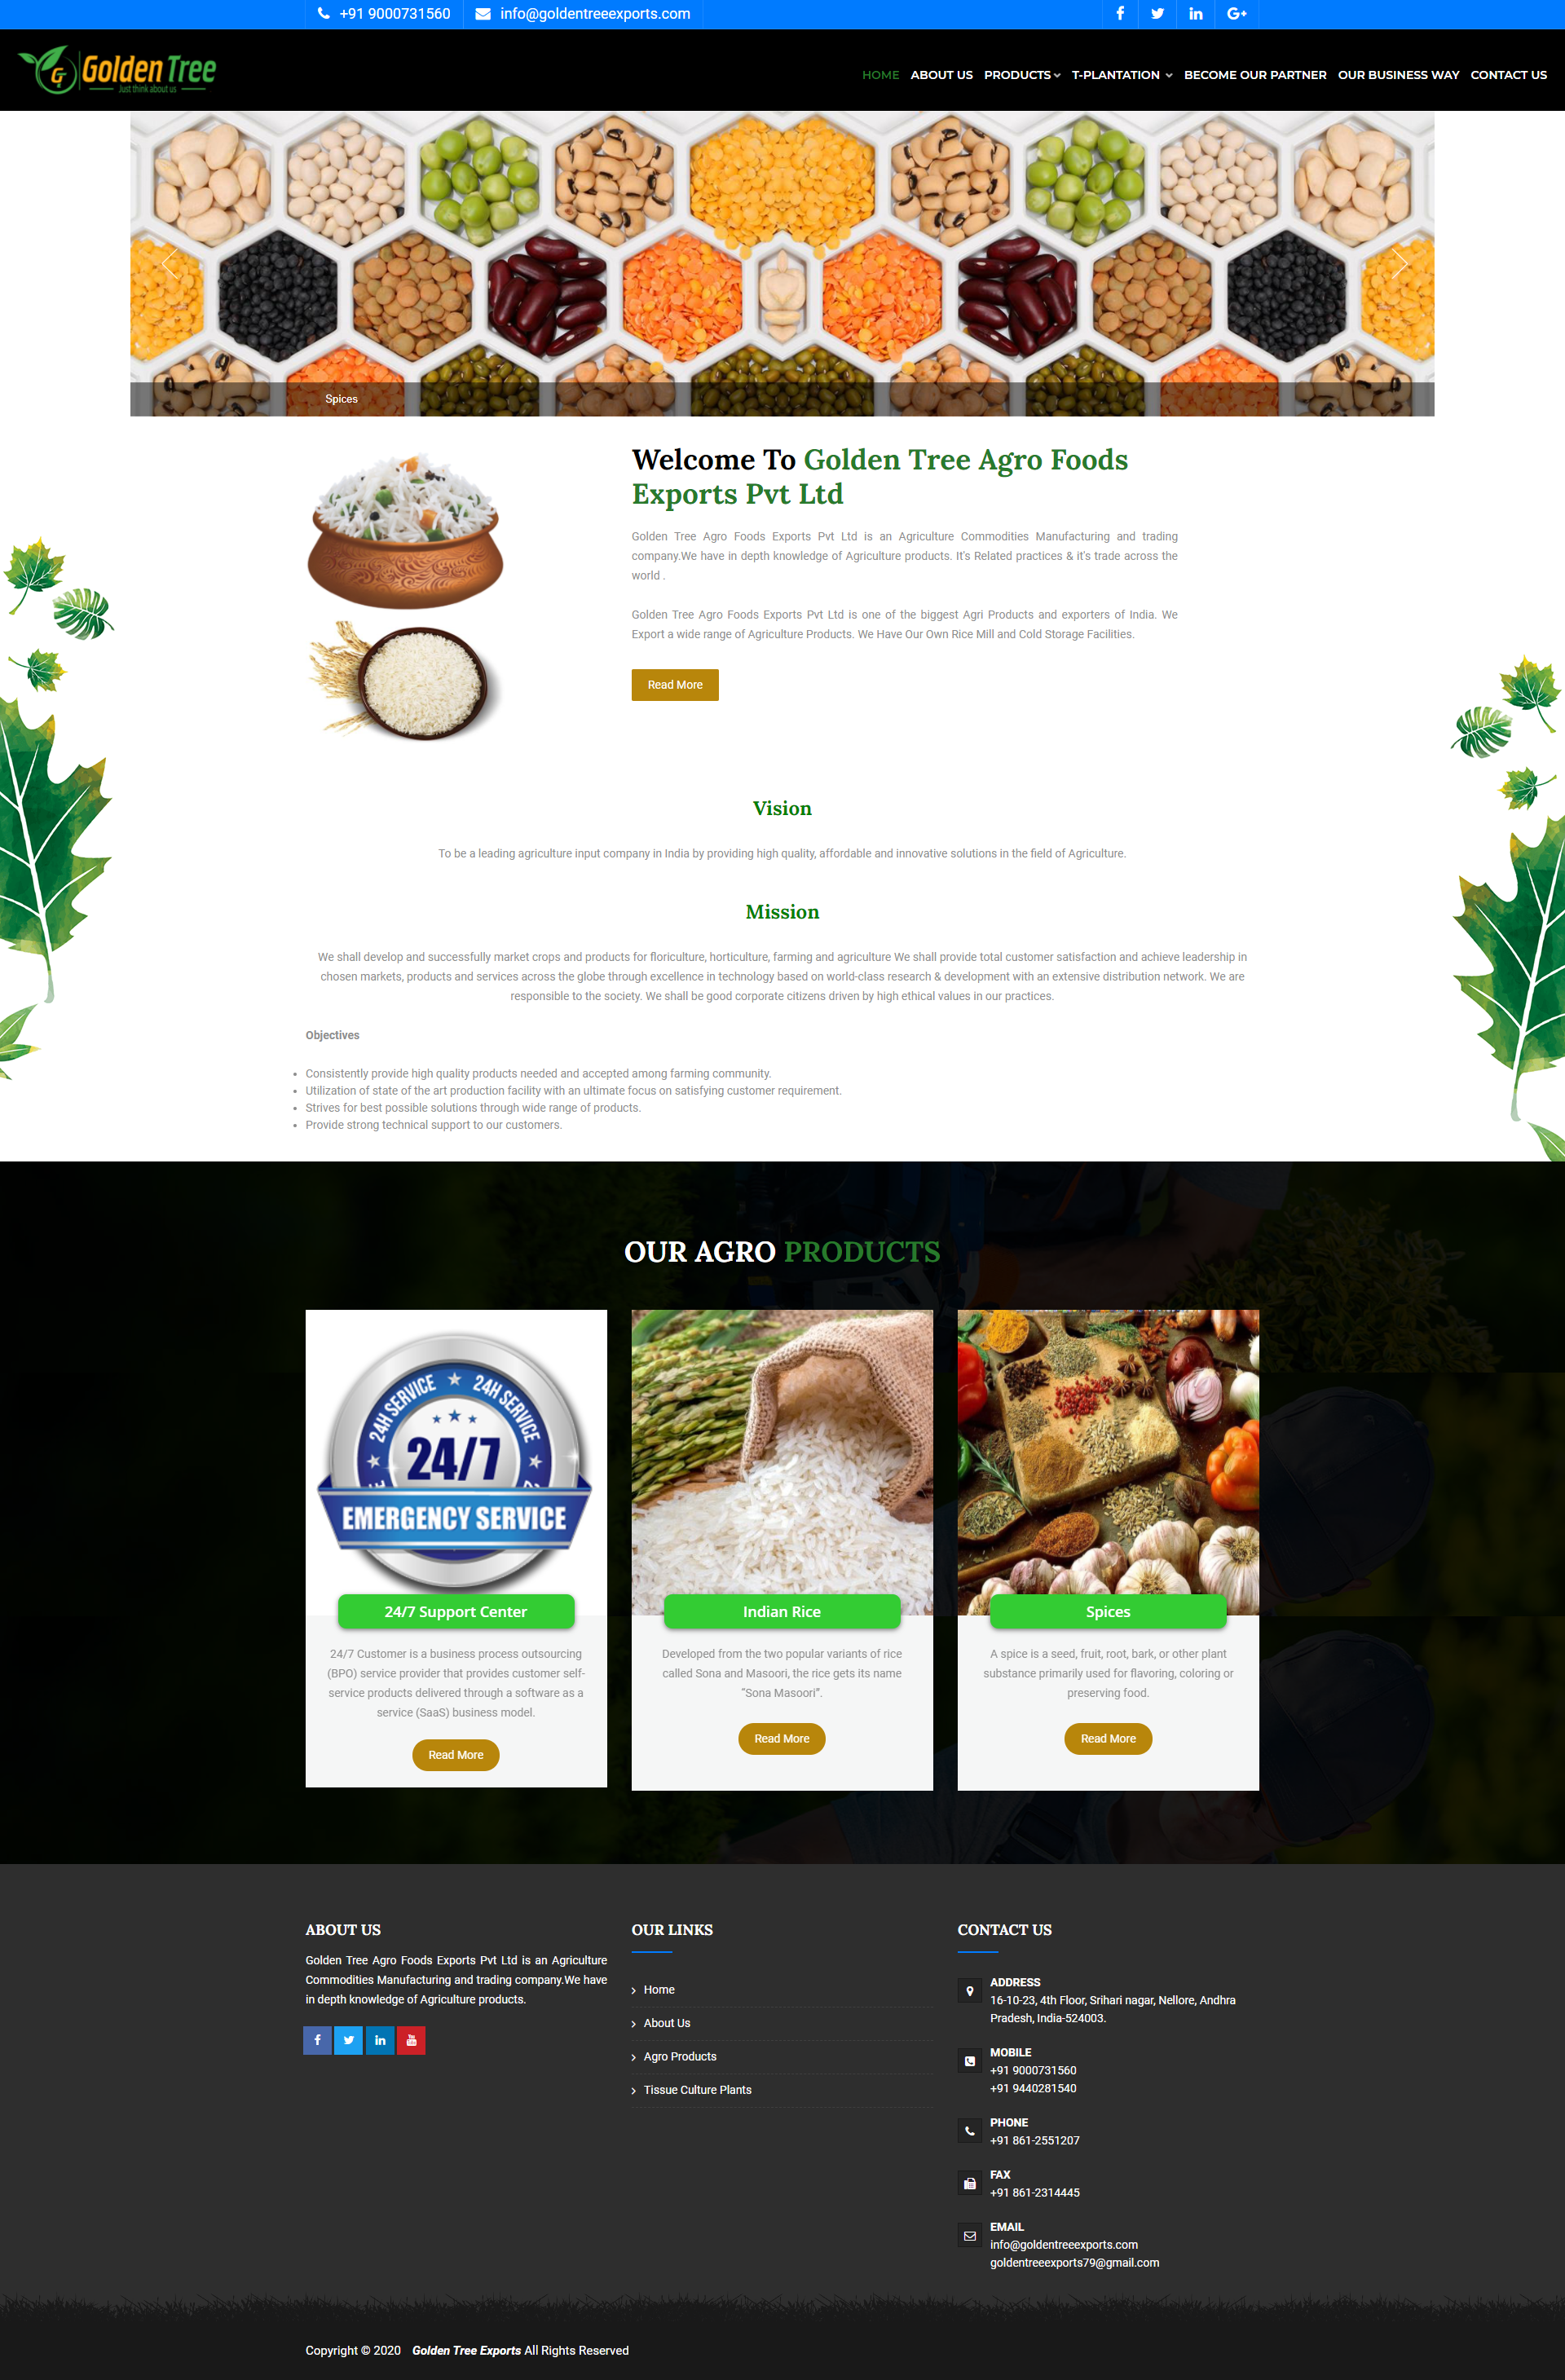 +91 9000731560
info@goldentreeexports.com
G Golden Tree
Just think about us
HOME ABOUT US PRODUCTS T-PLANTATION BECOME OUR PARTNER OUR BUSINESS WAY CONTACT US
Spices
Welcome To Golden Tree Agro Foods
Exports Pvt Ltd
Golden Tree Agro Foods Exports Pvt Ltd is an Agriculture Commodities Manufacturing and trading
company.We have in depth knowledge of Agriculture products. It's Related practices & it's trade across the
world .
Golden Tree Agro Foods Exports Pvt Ltd is one of the biggest Agri Products and exporters of India. We
Export a wide range of Agriculture Products. We Have Our Own Rice Mill and Cold Storage Facilities.
Read More
Vision
To be a leading agriculture input company in India by providing high quality, affordable and innovative solutions in the field of Agriculture.
Mission
We shall develop and successfully market crops and products for floriculture, horticulture, farming and agriculture We shall provide total customer satisfaction and achieve leadership in
chosen markets, products and services across the globe through excellence in technology based on world-class research & development with an extensive distribution network. We are
responsible to the society. We shall be good corporate citizens driven by high ethical values in our practices.
Objectives
Consistently provide high quality products needed and accepted among farming community.
Utilization of state of the art production facility with an ultimate focus on satisfying customer requirement.
Strives for best possible solutions through wide range of products.
Provide strong technical support to our customers.
OUR AGRO PRODUCTS
24H SERVICE 24H SERVICE
24/7
EMERGENCY SERVICE
24/7 Support Center
24/7 Customer is a business process outsourcing
(BPO) service provider that provides customer self-
service products delivered through a software as a
service (SaaS) business model.
Read More
Indian Rice
Developed from the two popular variants of rice
called Sona and Masoori, the rice gets its name
"Sona Masoori".
Read More
Spices
A spice is a seed, fruit, root, bark, or other plant
substance primarily used for flavoring, coloring or
preserving food.
Read More
ABOUT US
Golden Tree Agro Foods Exports Pvt Ltd is an Agriculture
Commodities Manufacturing and trading company.We have
in depth knowledge of Agriculture products.
OUR LINKS
Home
About Us
Agro Products
Tissue Culture Plants
CONTACT US
ADDRESS
16-10-23, 4th Floor, Srihari nagar, Nellore, Andhra
Pradesh, India-524003.
MOBILE
+91 9000731560
+91 9440281540
PHONE
+91 861-2551207
FAX
+91 861-2314445
EMAIL
info@goldentreeexports.com
goldentreeexports79@gmail.com
Copyright © 2020 Golden Tree Exports All Rights Reserved